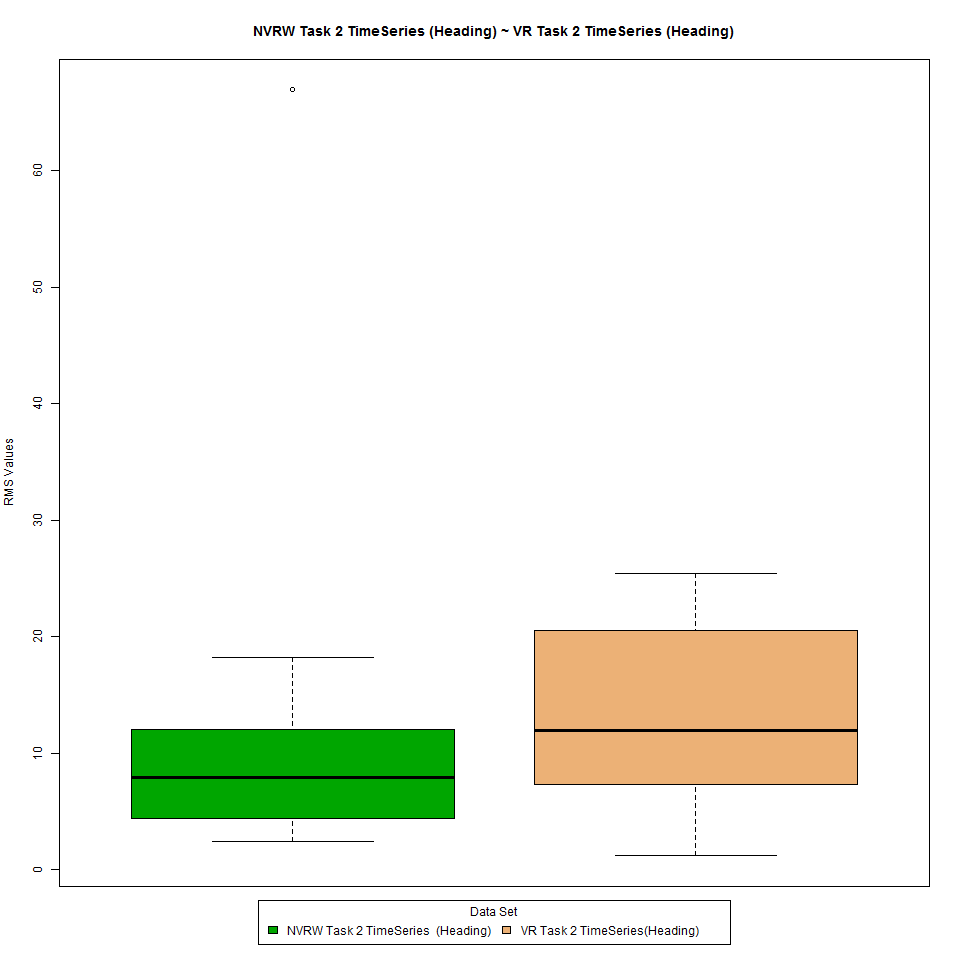 NVRW Task 2 TimeSeries (Heading) ~ VR Task 2 TimeSeries (Heading)
60
50
40
30
20
10
0
RMS Values
Data Set
NVRW Task 2 TimeSeries  (Heading)
VR Task 2 TimeSeries(Heading)